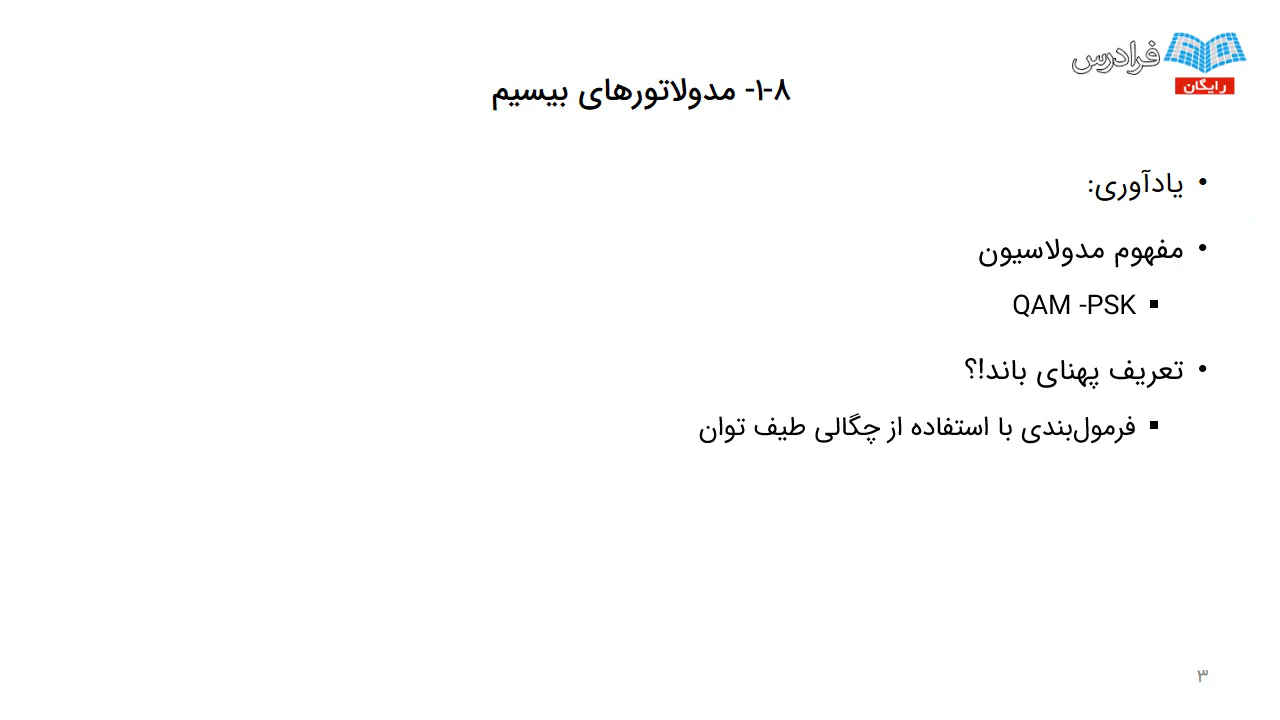 فرادرس
رایگان
۸-۱- مدولاتورهای بیسیم
• یادآوری:
• مفهوم مدولاسیون
▪ QAM -PSK
• تعریف پهنای باند!؟
▪ فرمول‌بندی با استفاده از چگالی طیف توان
۳